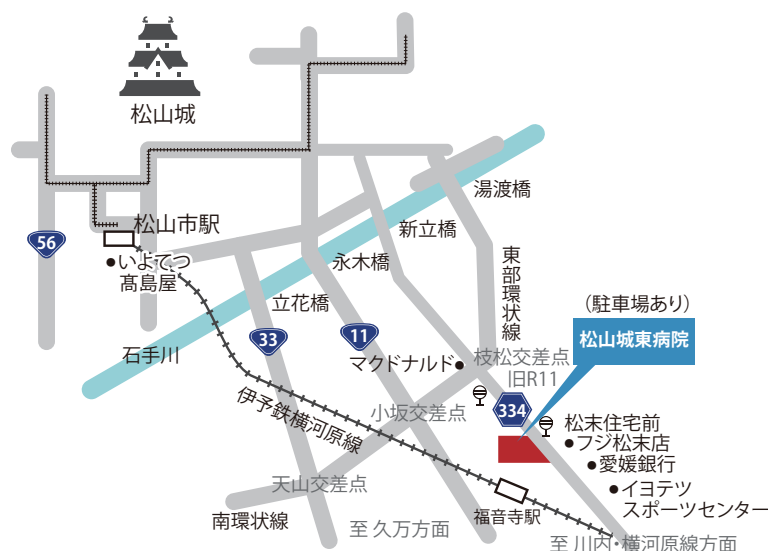 松山城
湯渡橋
松山市駅
新立橋
56
いよてつ
髙島屋
永木橋
東部環状線
立花橋
(駐車場あり)
33
11
松山城東病院
石手川
マクドナルド
枝松交差点
旧R11
伊予鉄横河原線
小坂交差点
334
松末住宅前
フジ松末店
愛媛銀行
天山交差点
イヨテツ
スポーツセンター
南環状線
至 久万方面
福音寺駅
至 川内・横河原線方面